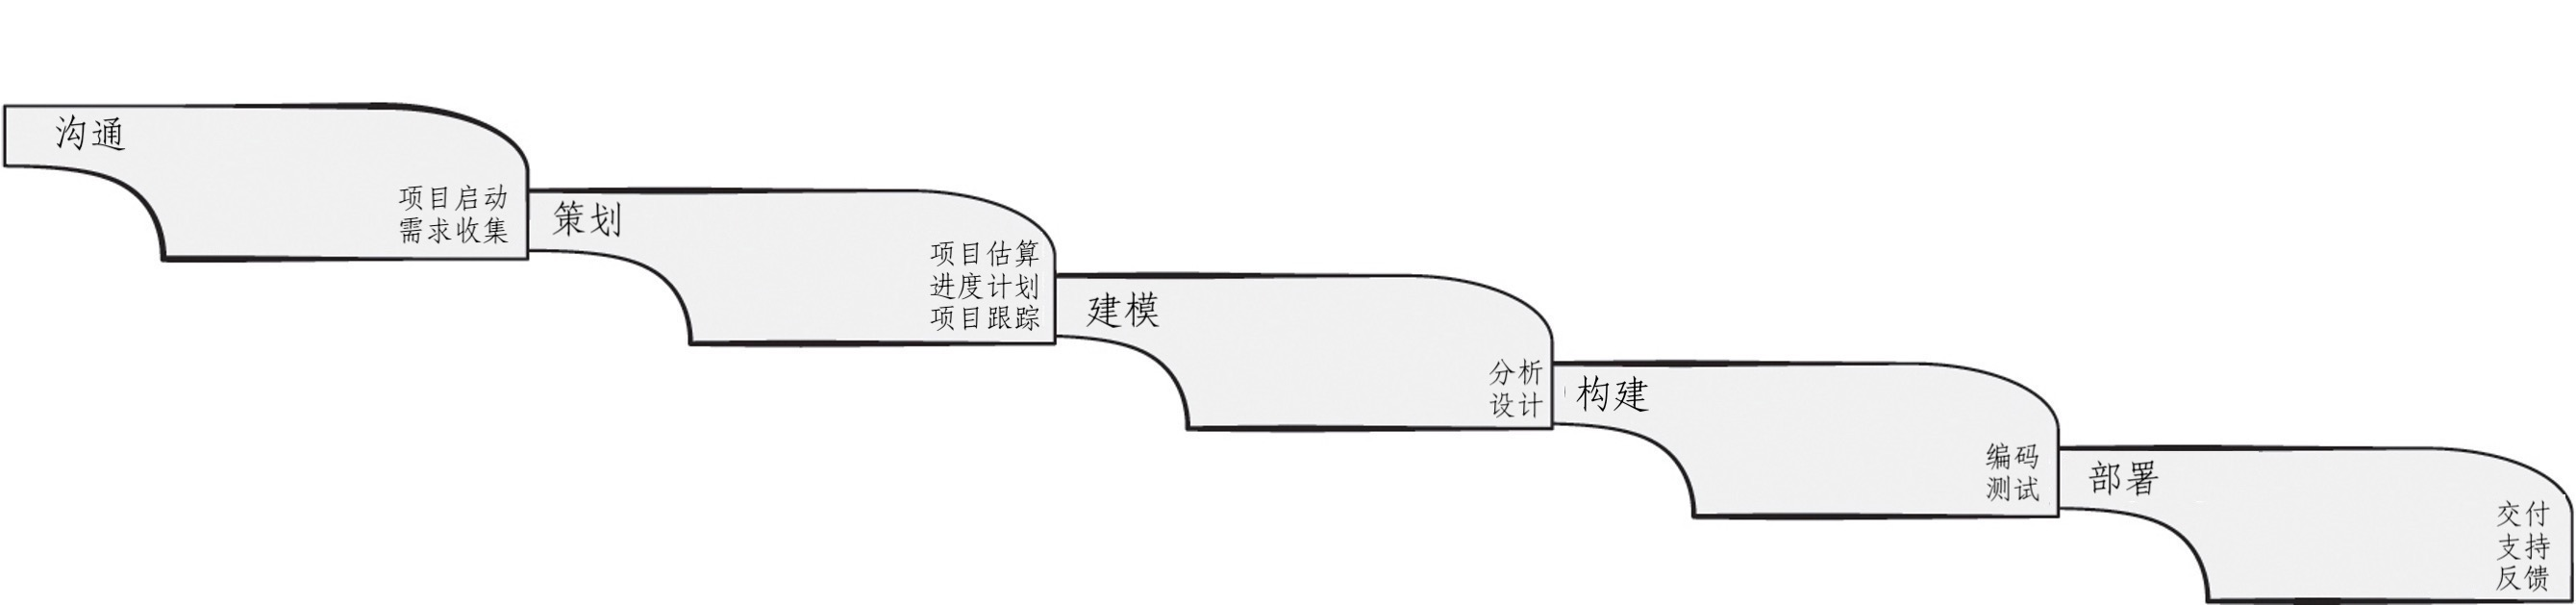 沟通
项目启动
需求收集
策划
项目估算
进度计划
项目跟踪
建模
分析
设计
构建
编码
测试
部署
交付
支持
反馈